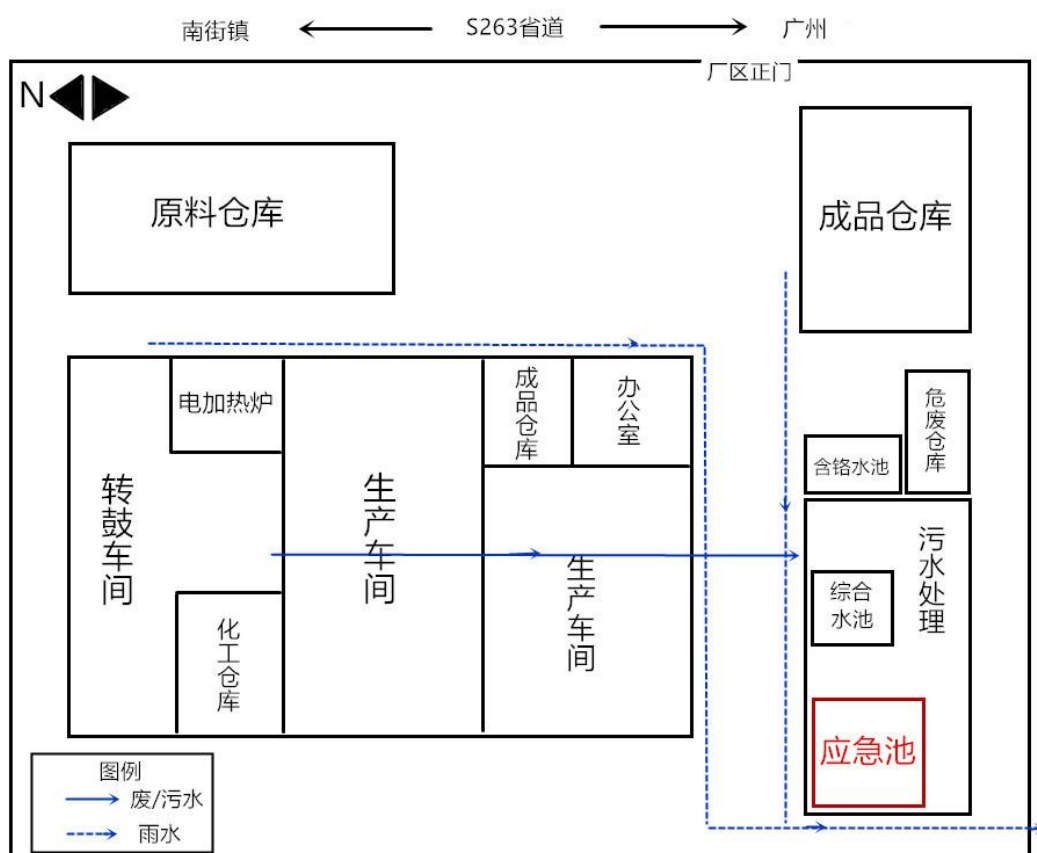 南街镇
S263省道
广州
厂区正门
N
原料仓库
成品仓库
电加热炉
成品仓库
办公室
危废仓库
含铬水池
转鼓车间
生产车间
生产车间
污水处理
综合
水池
化工仓库
应急池
图例
废/污水
雨水